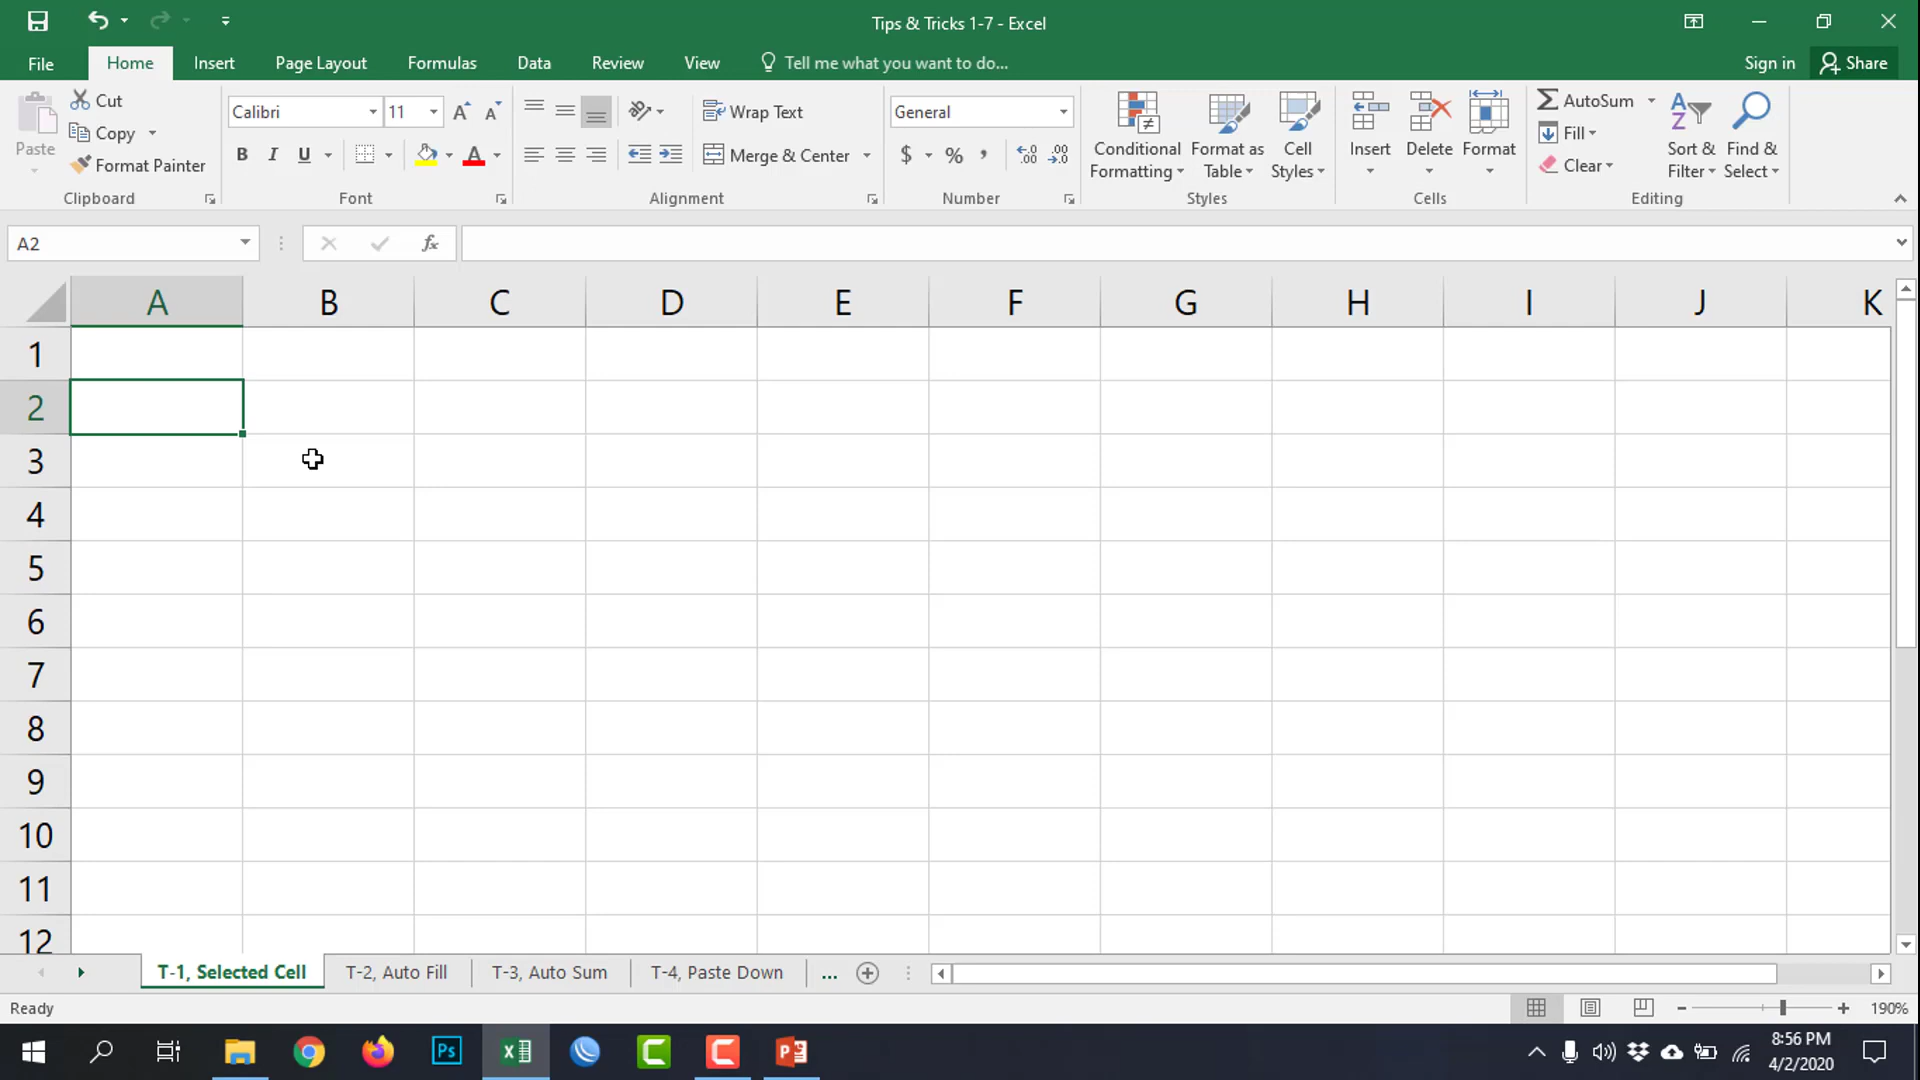 Tips & Tricks 1-7 - Excel
File Home Insert Page Layout Formulas Data Review View Tell me what you want to do... Sign in Share
Paste Cut Copy Format Painter
Clipboard
Calibri 11
B I U A
Font
Wrap Text
Merge & Center
Alignment
General
$ % ,
Number
Conditional Formatting
Format as Table
Cell Styles
Styles
Insert Delete Format
Cells
AutoSum
Fill
Clear
Sort & Filter
Find & Select
Editing
A2 fx
A B C D E F G H I J K
1
2
3
4
5
6
7
8
9
10
11
12
T-1, Selected Cell T-2, Auto Fill T-3, Auto Sum T-4, Paste Down ...
Ready 190%
Ps
8:56 PM
4/2/2020